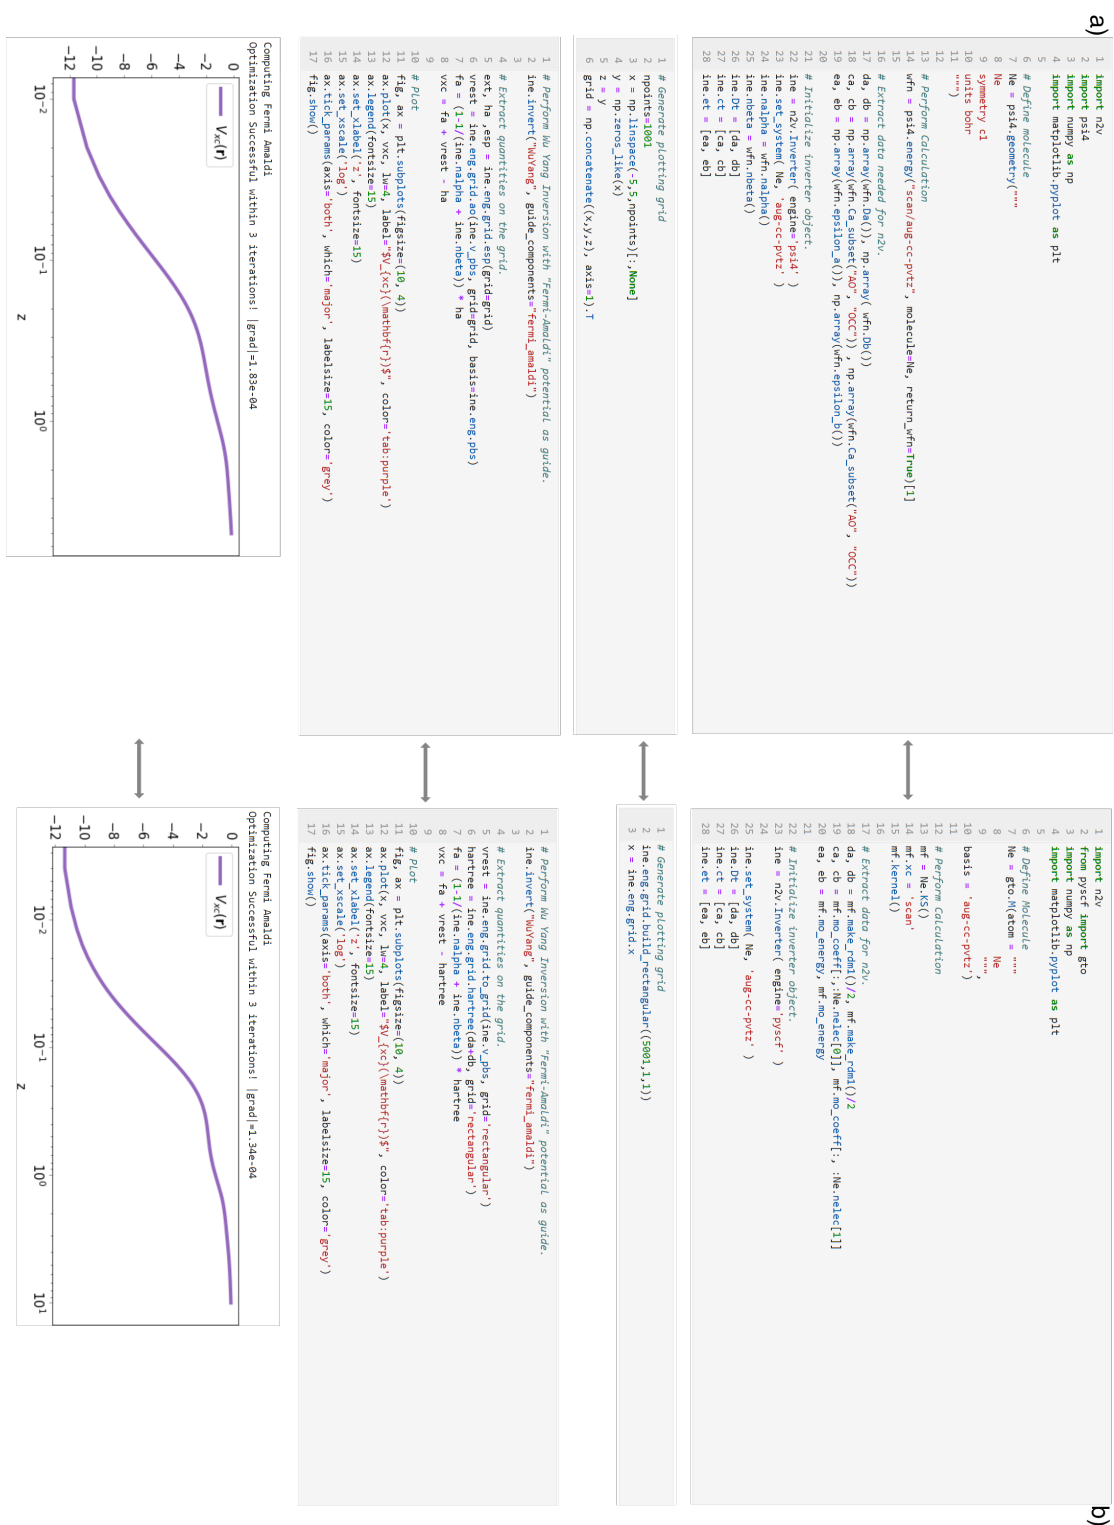 a)
1 import n2v
2 import psi4
3 import numpy as np
4 import matplotlib.pyplot as plt
5
6 # Define molecule
7 Ne = psi4.geometry("""
8 Ne
9 symmetry c1
10 units bohr
11 """)
12
13 # Perform Calculation
14 wfn = psi4.energy("scan/aug-cc-pvtz", molecule=Ne, return_wfn=True)[1]
15
16 # Extract data needed for n2v.
17 da, db = np.array(wfn.Da()), np.array( wfn.Db())
18 ca, cb = np.array(wfn.Ca_subset("AO", "OCC")) , np.array(wfn.Ca_subset("AO", "OCC"))
19 ea, eb = np.array(wfn.epsilon_a()), np.array(wfn.epsilon_b())
20
21 # Initialize inverter object.
22 ine = n2v.Inverter( engine='psi4' )
23 ine.set_system( Ne, 'aug-cc-pvtz' )
24 ine.nalpha = wfn.nalpha()
25 ine.nbeta = wfn.nbeta()
26 ine.Dt = [da, db]
27 ine.ct = [ca, cb]
28 ine.et = [ea, eb]
1 # Generate plotting grid
2 npoints=1001
3 x = np.linspace(-5,5,npoints)[:,None]
4 y = np.zeros_like(x)
5 z = y
6 grid = np.concatenate((x,y,z), axis=1).T
1 # Perform Wu Yang Inversion with "Fermi-Amaldi" potential as guide.
2 ine.invert("WuYang", guide_components="fermi_amaldi")
3
4 # Extract quantities on the grid.
5 ext, ha ,esp = ine.eng.grid.esp(grid=grid)
6 vrest = ine.eng.grid.ao(ine.v_pbs, grid=grid, basis=ine.eng.pbs)
7 fa = (1-1/(ine.nalpha + ine.nbeta)) * ha
8 vxc = fa + vrest - ha
9
10 # Plot
11 fig, ax = plt.subplots(figsize=(10, 4))
12 ax.plot(x, vxc, lw=4, label="$V_{xc}(\mathbf{r})$", color='tab:purple')
13 ax.legend(fontsize=15)
14 ax.set_xlabel('z', fontsize=15)
15 ax.set_xscale('log')
16 ax.tick_params(axis='both', which='major', labelsize=15, color='grey')
17 fig.show()
Computing Fermi Amaldi
Optimization Successful within 3 iterations! |grad|=1.83e-04
0
−2
−4
−6
−8
−10
−12
Vxc(r)
10⁻²
10⁻¹
10⁰
z
b)
1 import n2v
2 from pyscf import gto
3 import numpy as np
4 import matplotlib.pyplot as plt
5
6 # Define Molecule
7 Ne = gto.M(atom = """
8 Ne
9 """,
10 basis = 'aug-cc-pvtz')
11
12 # Perform Calculation
13 mf = Ne.KS()
14 mf.xc = 'scan'
15 mf.kernel()
16
17 # Extract data for n2v.
18 da, db = mf.make_rdm1()/2, mf.make_rdm1()/2
19 ca, cb = mf.mo_coeff[:,:Ne.nelec[0]], mf.mo_coeff[:, :Ne.nelec[1]]
20 ea, eb = mf.mo_energy, mf.mo_energy
21
22 # Initialize inverter object.
23 ine = n2v.Inverter( engine='pyscf' )
24
25 ine.set_system( Ne, 'aug-cc-pvtz' )
26 ine.Dt = [da, db]
27 ine.ct = [ca, cb]
28 ine.et = [ea, eb]
1 # Generate plotting grid
2 ine.eng.grid.build_rectangular((5001,1,1))
3 x = ine.eng.grid.x
1 # Perform Wu Yang Inversion with "Fermi-Amaldi" potential as guide.
2 ine.invert("WuYang", guide_components="fermi_amaldi")
3
4 # Extract quantities on the grid.
5 vrest = ine.eng.grid.to_grid(ine.v_pbs, grid='rectangular')
6 hartree = ine.eng.grid.hartree(da+db, grid='rectangular')
7 fa = (1-1/(ine.nalpha + ine.nbeta)) * hartree
8 vxc = fa + vrest - hartree
9
10 # Plot
11 fig, ax = plt.subplots(figsize=(10, 4))
12 ax.plot(x, vxc, lw=4, label="$V_{xc}(\mathbf{r})$", color='tab:purple')
13 ax.legend(fontsize=15)
14 ax.set_xlabel('z', fontsize=15)
15 ax.set_xscale('log')
16 ax.tick_params(axis='both', which='major', labelsize=15, color='grey')
17 fig.show()
Computing Fermi Amaldi
Optimization Successful within 3 iterations! |grad|=1.34e-04
0
−2
−4
−6
−8
−10
−12
Vxc(r)
10⁻²
10⁻¹
10⁰
10¹
z